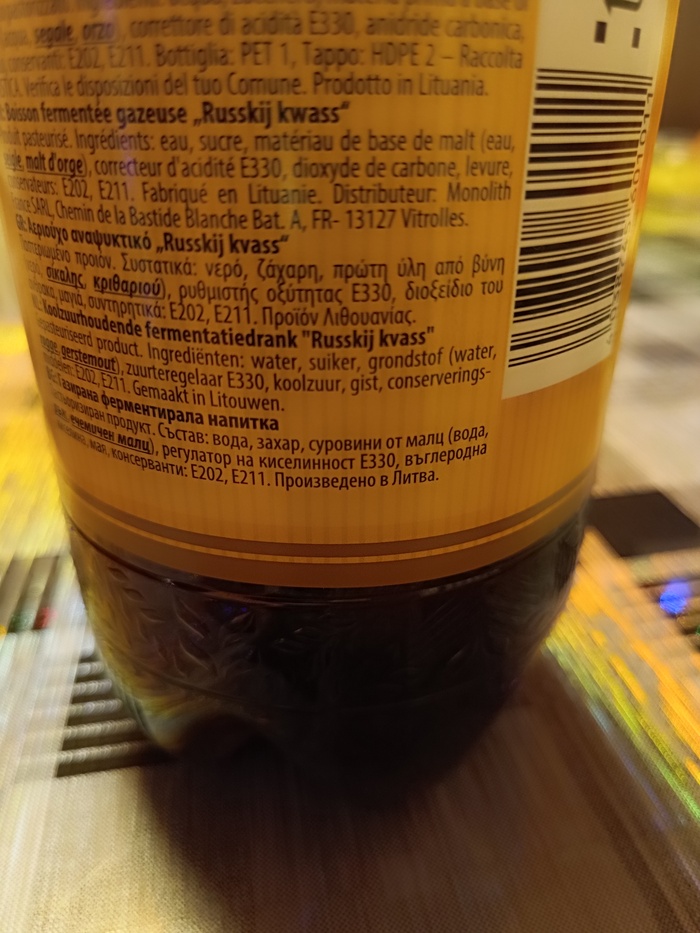 segale, orzo), correttore di acidità E330, anidride carbonica,
conservanti: E202, E211. Bottiglia: PET 1, Tappo: HDPE 2 – Raccolta
Verifica le disposizioni del tuo Comune. Prodotto in Lituania.
Boisson fermentée gazeuse „Russkij kwass“
pasteurisé. Ingrédients: eau, sucre, matériau de base de malt (eau,
malt d'orge), correcteur d'acidité E330, dioxyde de carbone, levure,
E202, E211. Fabriqué en Lituanie. Distributeur: Monolith
SARL, Chemin de la Bastide Blanche Bat. A, FR- 13127 Vitrolles.
GR: Αεριούχο αναψυκτικό „Russkij kvass“
προϊόν. Συστατικά: νερό, ζάχαρη, πρώτη ύλη από βύνη
σίκαλης, κριθαριού), ρυθμιστής οξύτητας E330, διοξείδιο του
μαγιά, συντηρητικά: E202, E211. Προϊόν Λιθουανίας.
Koolzuurhoudende fermentatiedrank "Russkij kvass"
product. Ingrediënten: water, suiker, grondstof (water,
gerstemout), zuurteregelaar E330, koolzuur, gist, conserverings-
E202, E211. Gemaakt in Litouwen.
Газирана ферментирала напитка
продукт. Състав: вода, захар, суровини от малц (вода,
ечемичен малц), регулатор на киселинност E330, въглеродна
мая, консерванти: E202, E211. Произведено в Литва.